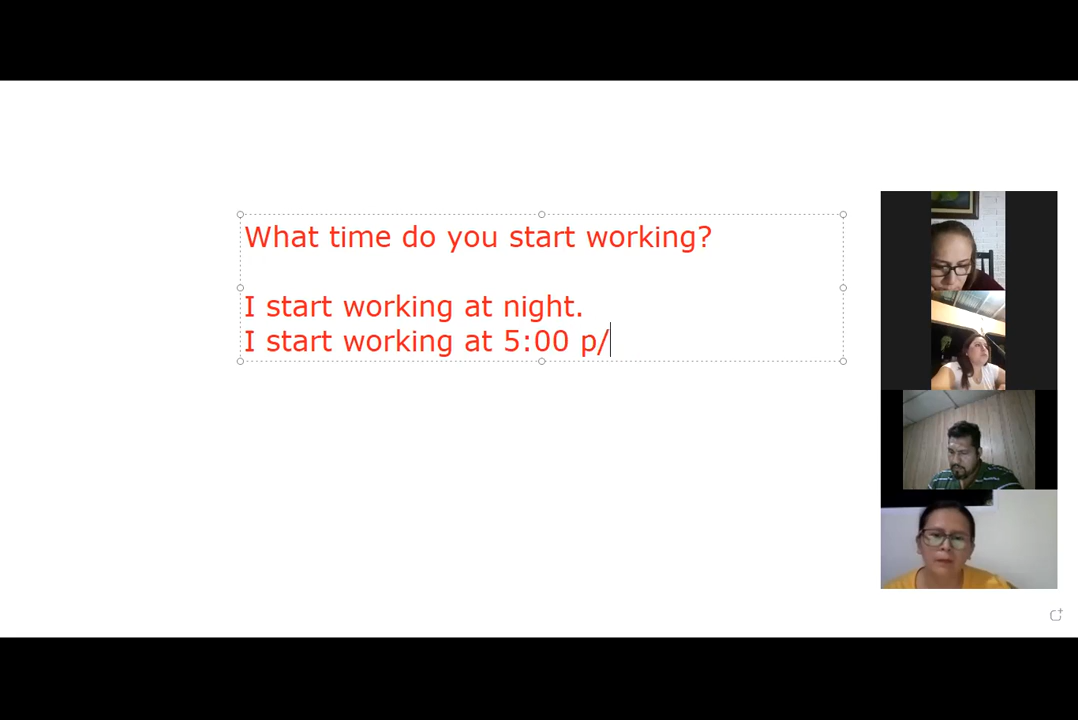 What time do you start working?
I start working at night.
I start working at 5:00 p/